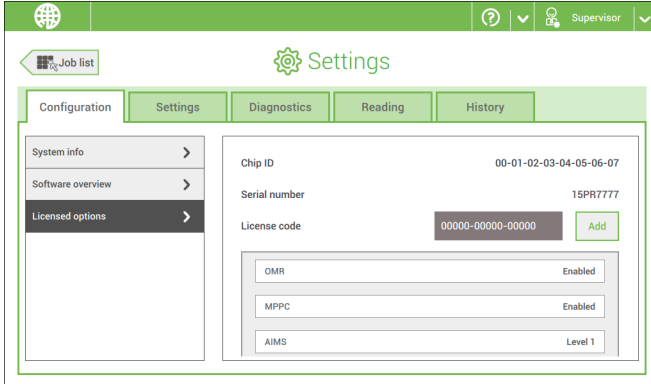 ? Supervisor
Job list
Settings
Configuration Settings Diagnostics Reading History
System info
Software overview
Licensed options
Chip ID 00-01-02-03-04-05-06-07
Serial number 15PR7777
License code 00000-00000-00000 Add
OMR Enabled
MPPC Enabled
AIMS Level 1